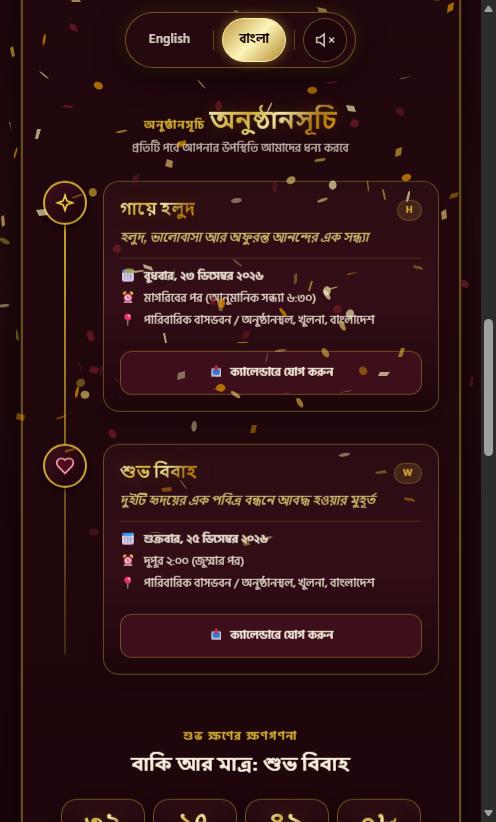 English বাংলা
অনুষ্ঠানসূচি অনুষ্ঠানসূচি
প্রতিটি পর্বে আপনার উপস্থিতি আমাদের ধন্য করবে
গায়ে হলুদ H
হলুদ, ভালোবাসা আর অফুরন্ত আনন্দের এক সন্ধ্যা
বুধবার, ২৩ ডিসেম্বর ২০২৬
মাগরিবের পর (আনুমানিক সন্ধ্যা ৬:৩০)
পারিবারিক বাসভবন / অনুষ্ঠানস্থল, খুলনা, বাংলাদেশ
ক্যালেন্ডারে যোগ করুন
শুভ বিবাহ W
দুইটি হৃদয়ের এক পবিত্র বন্ধনে আবদ্ধ হওয়ার মুহূর্ত
শুক্রবার, ২৫ ডিসেম্বর ২০২৬
দুপুর ২:০০ (জুম্মার পর)
পারিবারিক বাসভবন / অনুষ্ঠানস্থল, খুলনা, বাংলাদেশ
ক্যালেন্ডারে যোগ করুন
শুভ ক্ষণের ক্ষণগণনা
বাকি আর মাত্র: শুভ বিবাহ